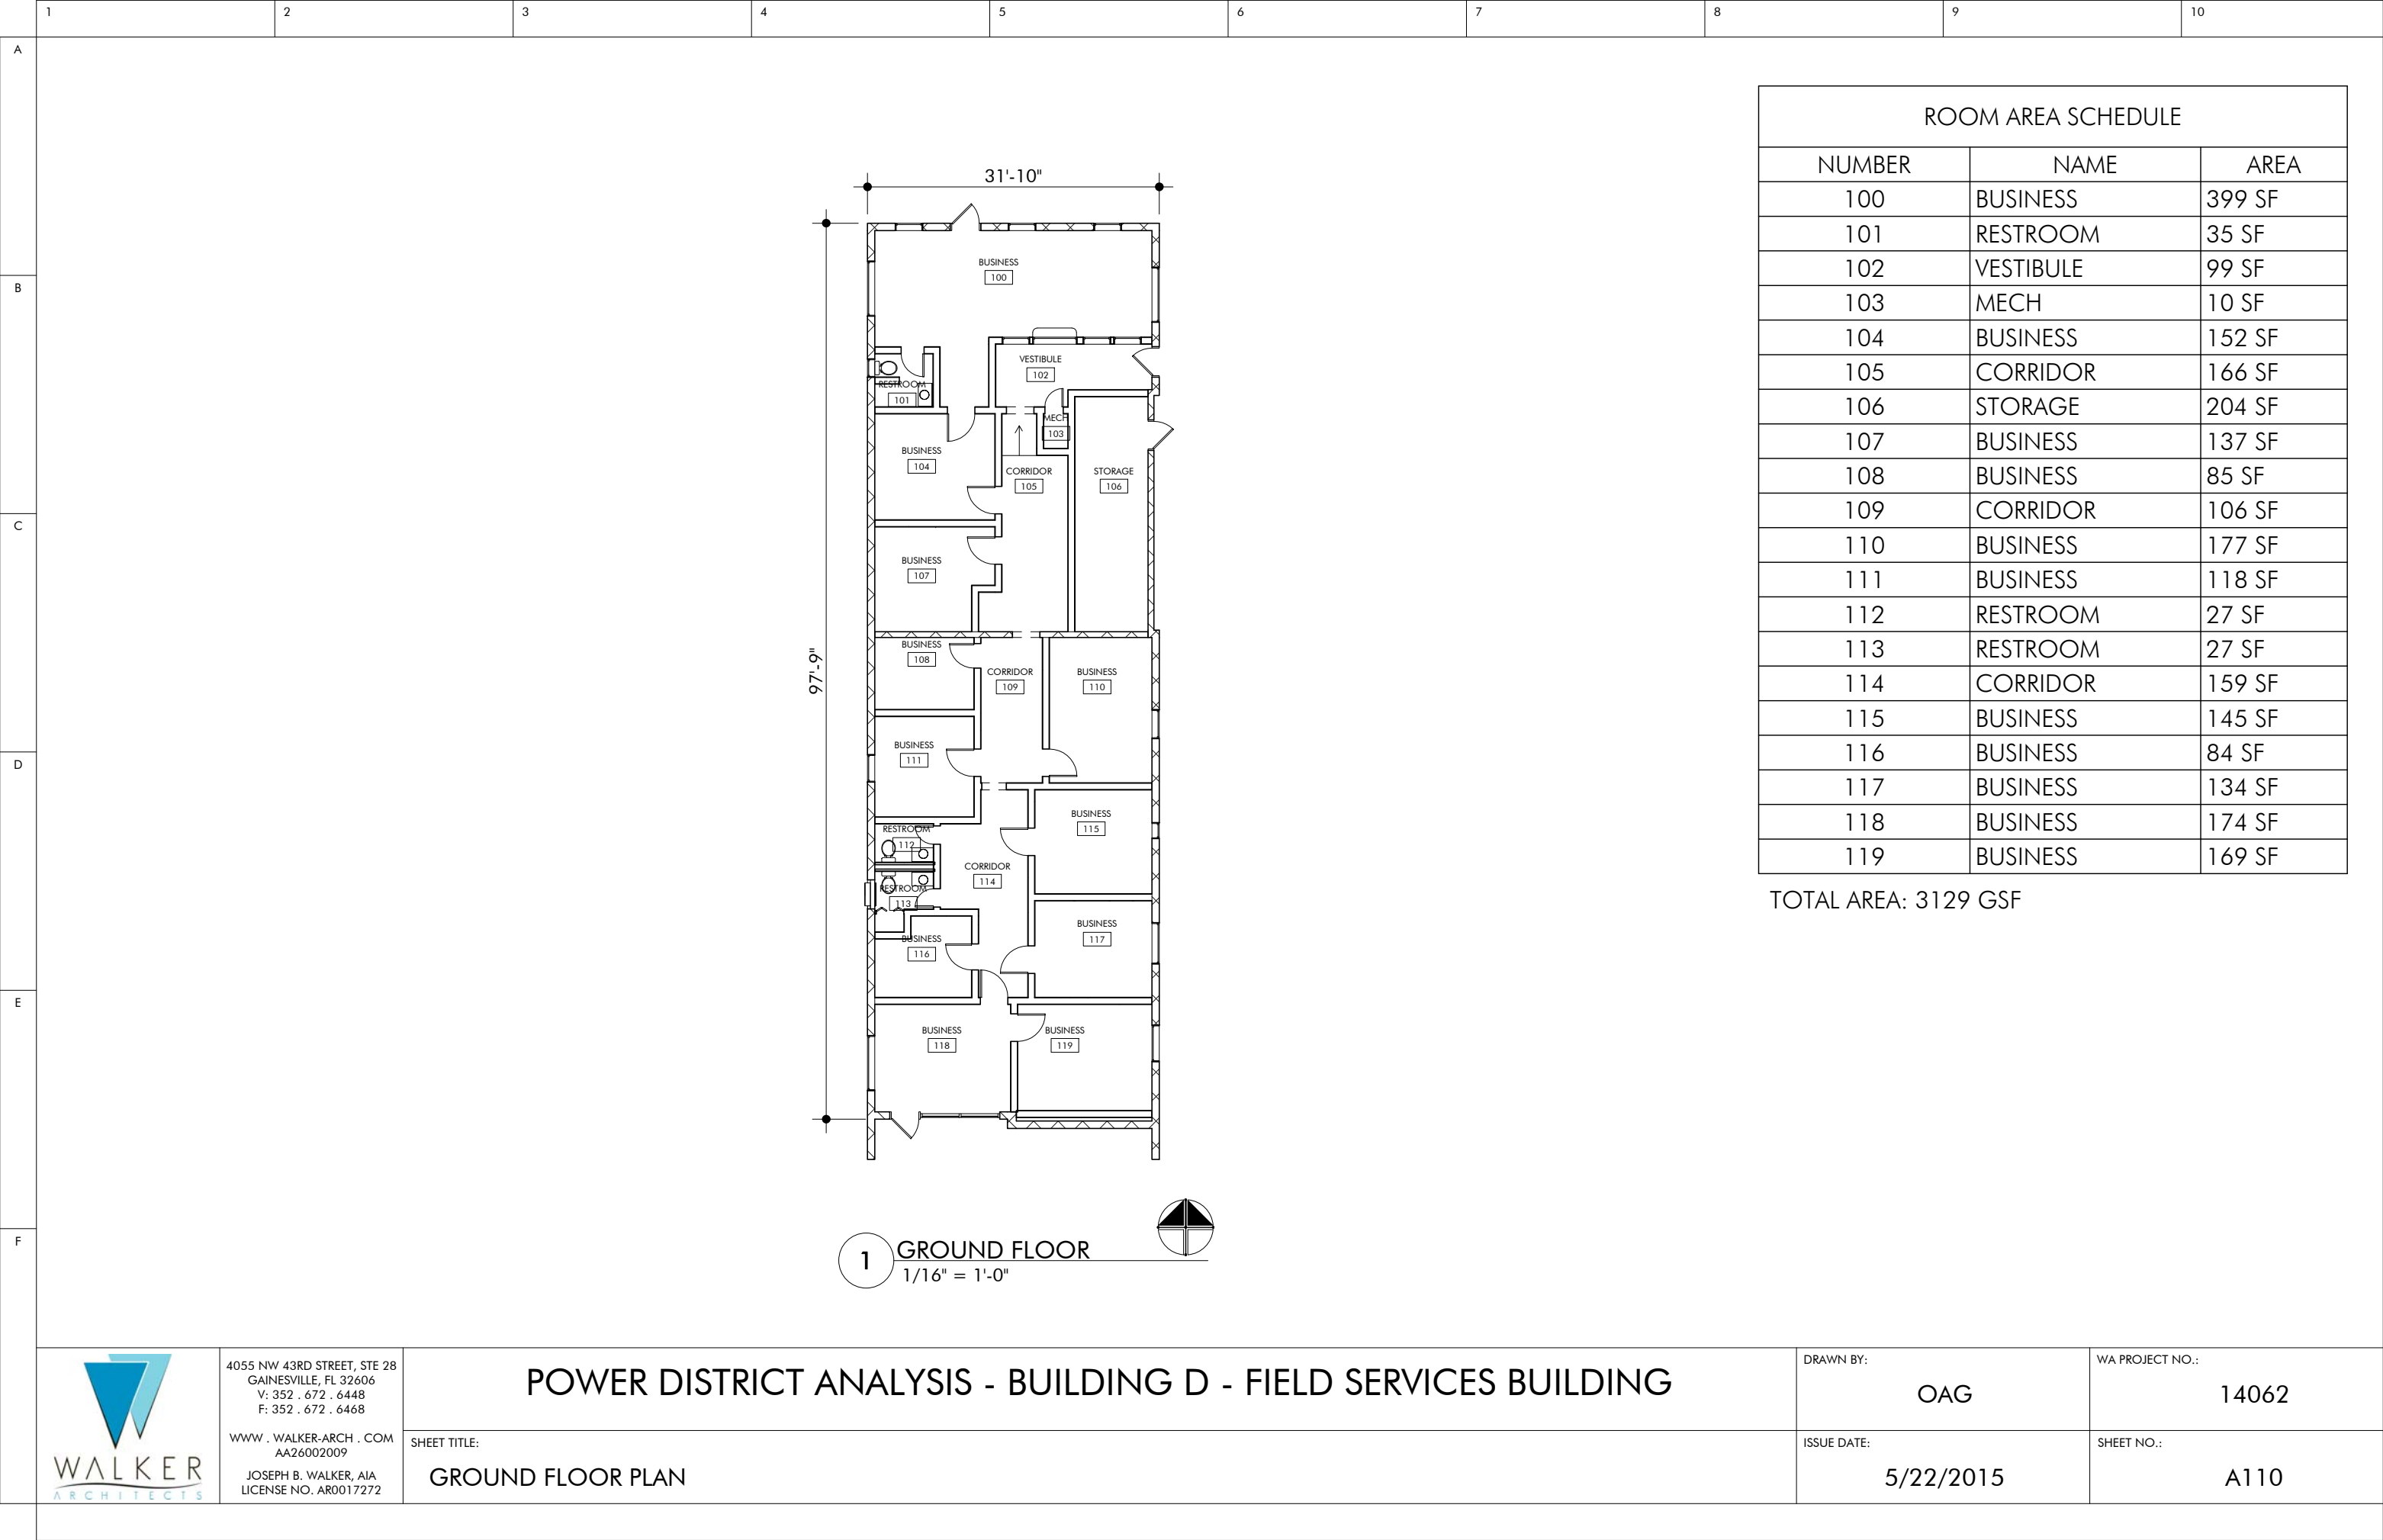 1 2 3 4 5 6 7 8 9 10
A
B
C
D
E
F
31'-10"
97'-9"
BUSINESS
100
VESTIBULE
102
RESTROOM
101
MECH
103
BUSINESS
104
CORRIDOR
105
STORAGE
106
BUSINESS
107
BUSINESS
108
CORRIDOR
109
BUSINESS
110
BUSINESS
111
BUSINESS
115
RESTROOM
112
CORRIDOR
114
RESTROOM
113
BUSINESS
117
BUSINESS
116
BUSINESS
118
BUSINESS
119
1
GROUND FLOOR
1/16" = 1'-0"
ROOM AREA SCHEDULE
NUMBER NAME AREA
100 BUSINESS 399 SF
101 RESTROOM 35 SF
102 VESTIBULE 99 SF
103 MECH 10 SF
104 BUSINESS 152 SF
105 CORRIDOR 166 SF
106 STORAGE 204 SF
107 BUSINESS 137 SF
108 BUSINESS 85 SF
109 CORRIDOR 106 SF
110 BUSINESS 177 SF
111 BUSINESS 118 SF
112 RESTROOM 27 SF
113 RESTROOM 27 SF
114 CORRIDOR 159 SF
115 BUSINESS 145 SF
116 BUSINESS 84 SF
117 BUSINESS 134 SF
118 BUSINESS 174 SF
119 BUSINESS 169 SF
TOTAL AREA: 3129 GSF
WALKER
ARCHITECTS
4055 NW 43RD STREET, STE 28
GAINESVILLE, FL 32606
V: 352 . 672 . 6448
F: 352 . 672 . 6468
WWW . WALKER-ARCH . COM
AA26002009
JOSEPH B. WALKER, AIA
LICENSE NO. AR0017272
POWER DISTRICT ANALYSIS - BUILDING D - FIELD SERVICES BUILDING
SHEET TITLE:
GROUND FLOOR PLAN
DRAWN BY:
OAG
WA PROJECT NO.:
14062
ISSUE DATE:
5/22/2015
SHEET NO.:
A110